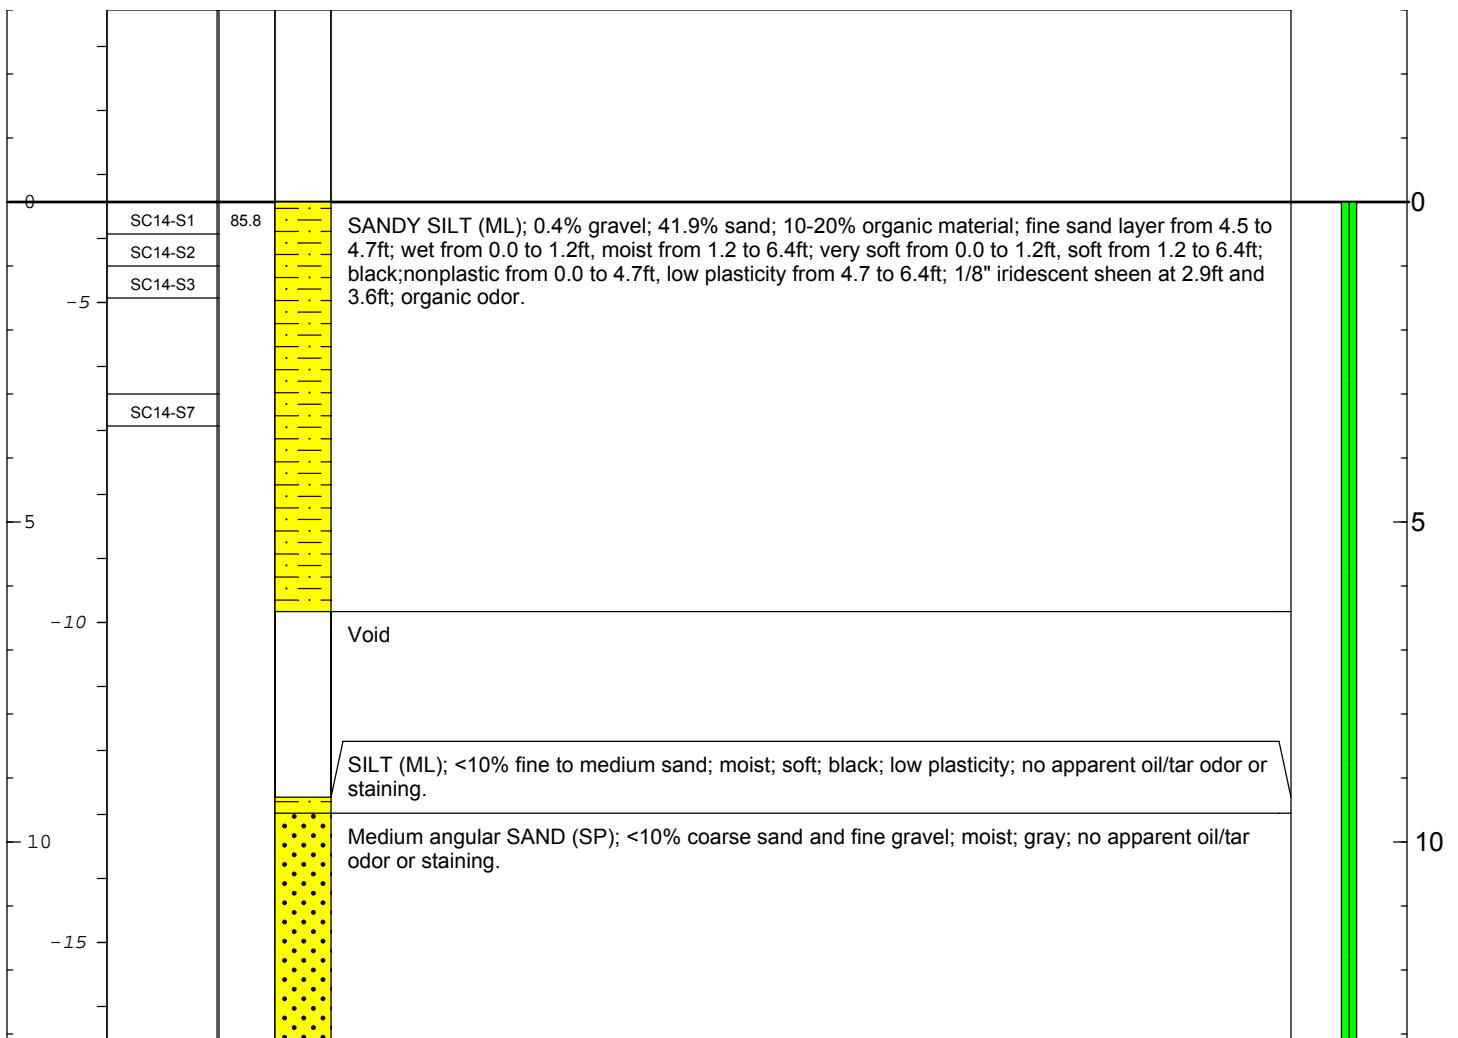 0
0
SC14-S1
85.8
SANDY SILT (ML); 0.4% gravel; 41.9% sand; 10-20% organic material; fine sand layer from 4.5 to
4.7ft; wet from 0.0 to 1.2ft, moist from 1.2 to 6.4ft; very soft from 0.0 to 1.2ft, soft from 1.2 to 6.4ft;
black;nonplastic from 0.0 to 4.7ft, low plasticity from 4.7 to 6.4ft; 1/8" iridescent sheen at 2.9ft and
3.6ft; organic odor.
SC14-S2
SC14-S3
-5
SC14-S7
5
5
-10
Void
SILT (ML); <10% fine to medium sand; moist; soft; black; low plasticity; no apparent oil/tar odor or
staining.
Medium angular SAND (SP); <10% coarse sand and fine gravel; moist; gray; no apparent oil/tar
odor or staining.
10
10
-15